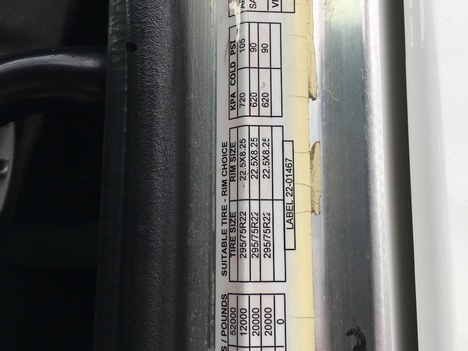 / POUNDS
52000
12000
20000
20000
0
SUITABLE TIRE - RIM CHOICE
TIRE SIZE RIM SIZE
295/75R22 22.5X8.25
295/75R22 22.5X8.25
295/75R22 22.5X8.25
LABEL 22-01467
KPA COLD PSI
720 105
620 90
620 90